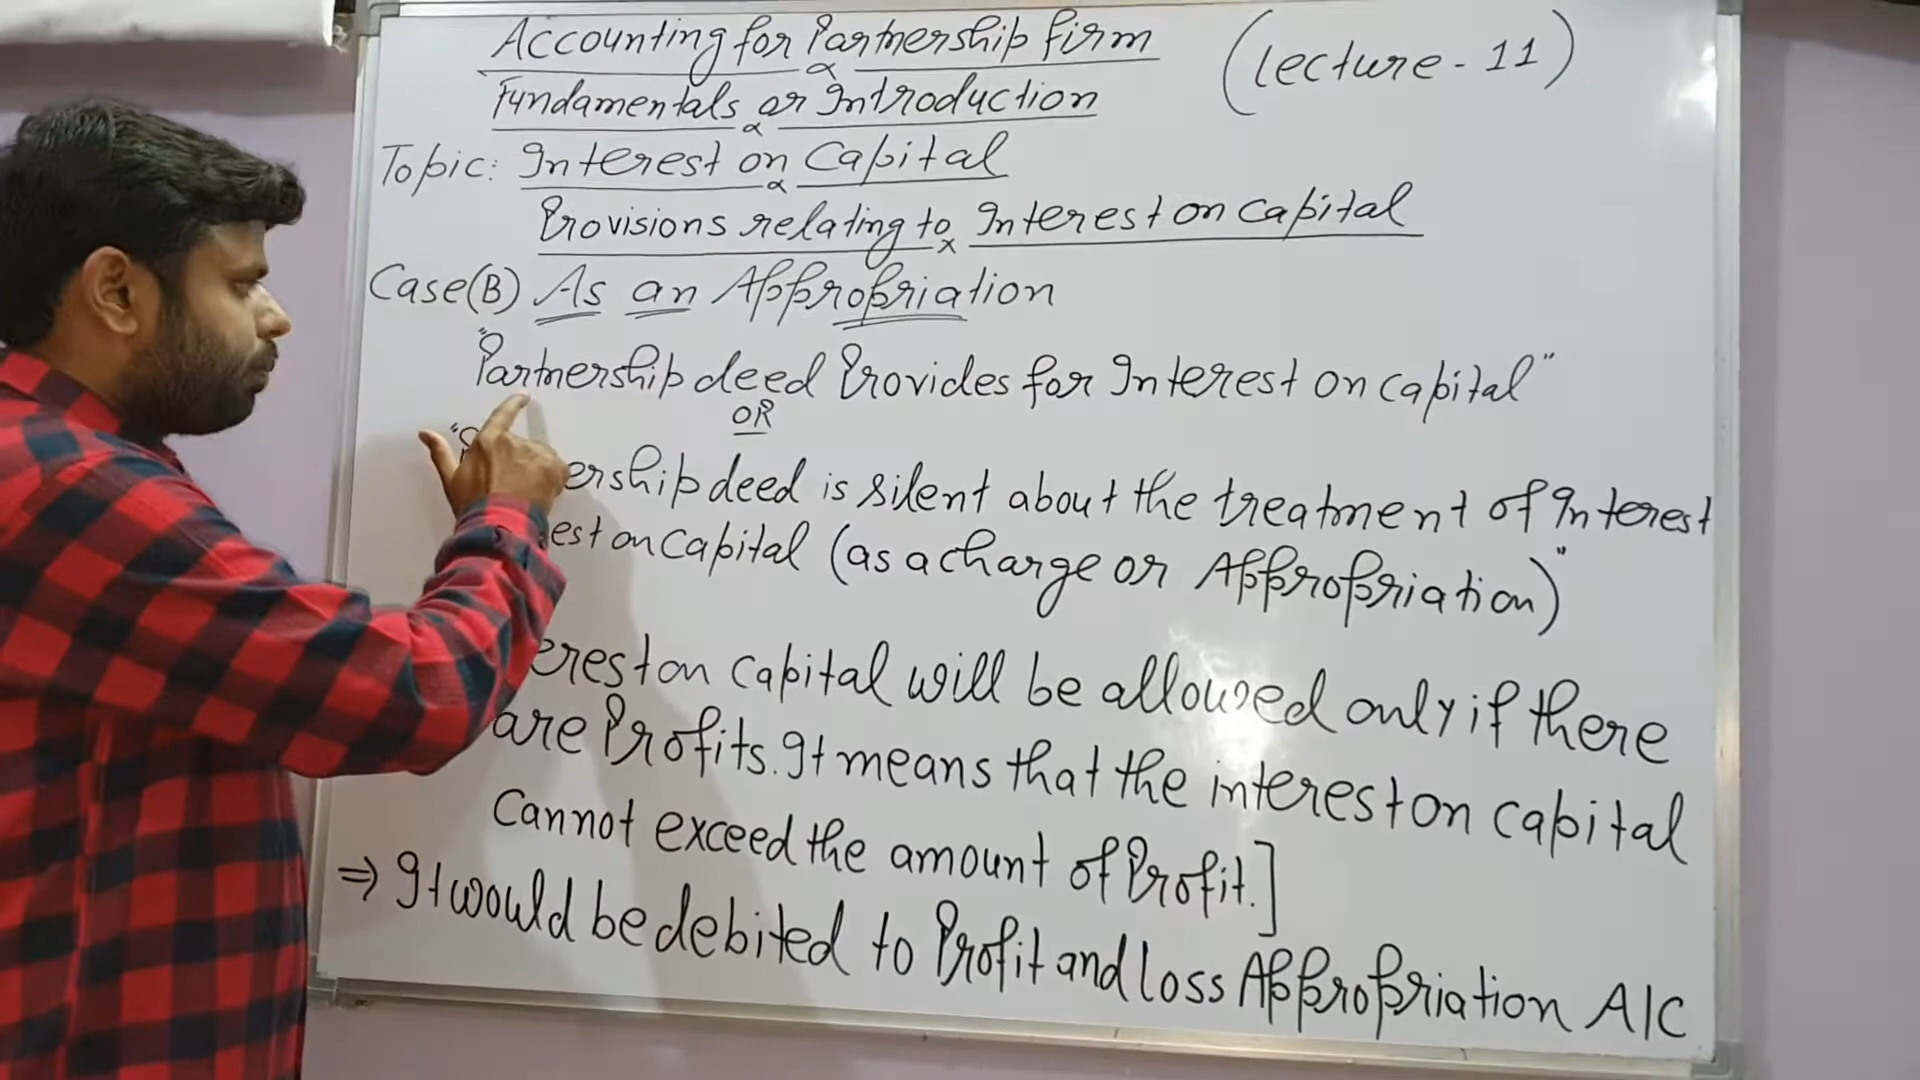 Accounting for Partnership firm
(Lecture - 11)
Fundamentals or Introduction
Topic: Interest on Capital
Provisions relating to Interest on capital
Case(B) As an Appropriation
"Partnership deed Provides for Interest on capital"
OR
deed is silent about the treatment of Interest
on capital (as a charge or Appropriation)"
on capital will be allowed only if there
are Profits. It means that the interest on capital
Cannot exceed the amount of Profit.]
⇒ It would be debited to Profit and loss Appropriation A/C